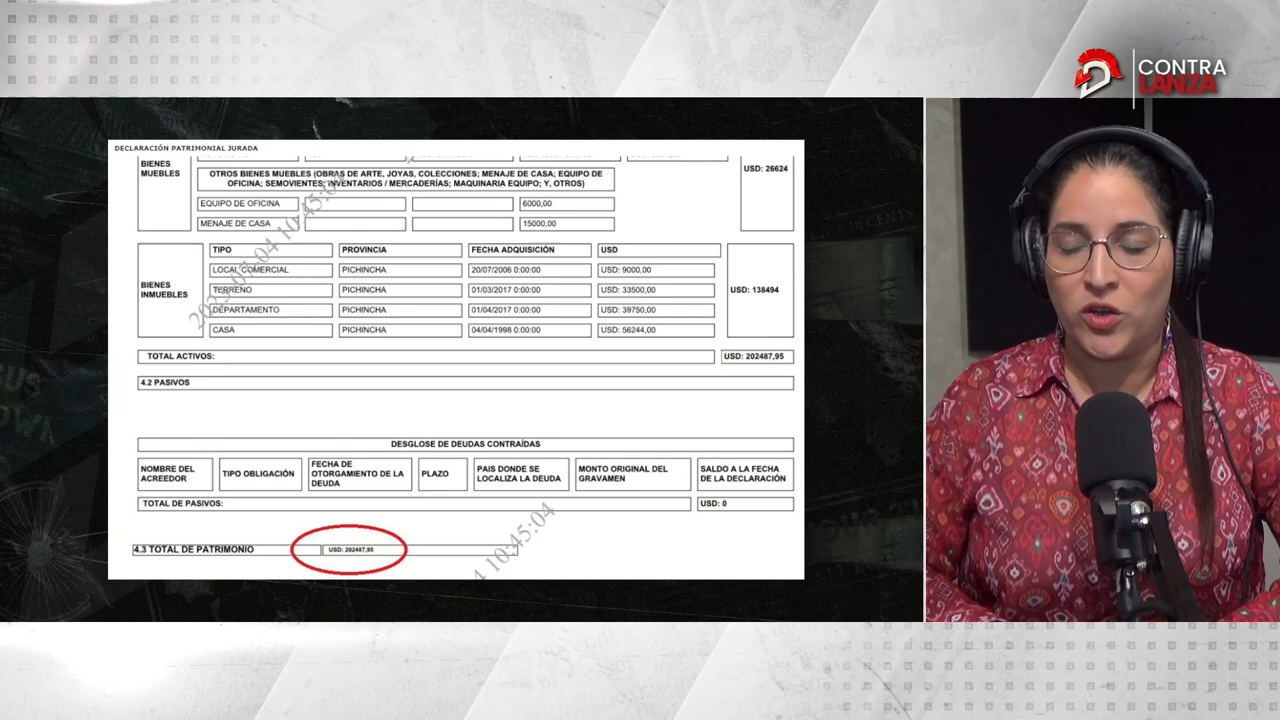 CONTRA
LANZA
DECLARACIÓN PATRIMONIAL JURADA
BIENES MUEBLES
USD: 26624
OTROS BIENES MUEBLES (OBRAS DE ARTE, JOYAS, COLECCIONES; MENAJE DE CASA; EQUIPO DE
OFICINA; SEMOVIENTES; INVENTARIOS / MERCADERÍAS; MAQUINARIA EQUIPO; Y, OTROS)
EQUIPO DE OFICINA 6000,00
MENAJE DE CASA 15000,00
TIPO PROVINCIA FECHA ADQUISICIÓN USD
LOCAL COMERCIAL PICHINCHA 20/07/2006 0:00:00 USD: 9000,00
BIENES INMUEBLES
TERRENO PICHINCHA 01/03/2017 0:00:00 USD: 33500,00
USD: 138494
DEPARTAMENTO PICHINCHA 01/04/2017 0:00:00 USD: 39750,00
CASA PICHINCHA 04/04/1998 0:00:00 USD: 56244,00
TOTAL ACTIVOS: USD: 202487,95
4.2 PASIVOS
DESGLOSE DE DEUDAS CONTRAÍDAS
NOMBRE DEL ACREEDOR TIPO OBLIGACIÓN FECHA DE OTORGAMIENTO DE LA DEUDA PLAZO PAIS DONDE SE LOCALIZA LA DEUDA MONTO ORIGINAL DEL GRAVAMEN SALDO A LA FECHA DE LA DECLARACIÓN
TOTAL DE PASIVOS: USD: 0
4.3 TOTAL DE PATRIMONIO USD: 202487,95
4 10:45:04